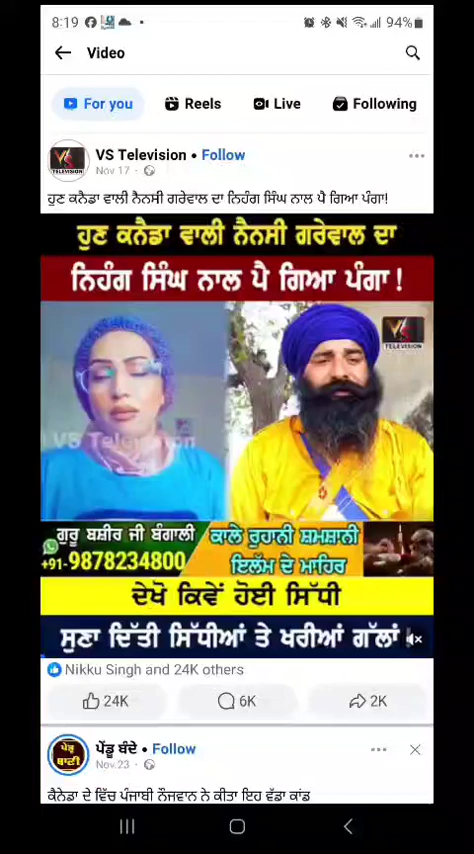 8:19
94%
Video
For you
Reels
Live
Following
VS Television • Follow
Nov 17
ਹੁਣ ਕਨੈਡਾ ਵਾਲੀ ਨੈਨਸੀ ਗਰੇਵਾਲ ਦਾ ਨਿਹੰਗ ਸਿੰਘ ਨਾਲ ਪੈ ਗਿਆ ਪੰਗਾ!
ਹੁਣ ਕਨੈਡਾ ਵਾਲੀ ਨੈਨਸੀ ਗਰੇਵਾਲ ਦਾ
ਨਿਹੰਗ ਸਿੰਘ ਨਾਲ ਪੈ ਗਿਆ ਪੰਗਾ !
VS
TELEVISION
VS Television
ਗੁਰੂ ਬਸ਼ੀਰ ਜੀ ਬੰਗਾਲੀ
+91-9878234800
ਕਾਲੇ ਰੁਹਾਨੀ ਸ਼ਮਸ਼ਾਨੀ
ਇਲਮ ਦੇ ਮਾਹਿਰ
ਦੇਖੋ ਕਿਵੇਂ ਹੋਈ ਸਿੱਧੀ
ਸੁਣਾ ਦਿੱਤੀ ਸਿੱਧੀਆਂ ਤੇ ਖਰੀਆਂ ਗੱਲਾਂ
Nikku Singh and 24K others
24K
6K
2K
ਪੇਂਡੂ ਬੰਦੇ • Follow
Nov 23
ਕੈਨੇਡਾ ਦੇ ਵਿੱਚ ਪੰਜਾਬੀ ਨੌਜਵਾਨ ਨੇ ਕੀਤਾ ਇਹ ਵੱਡਾ ਕਾਂਡ